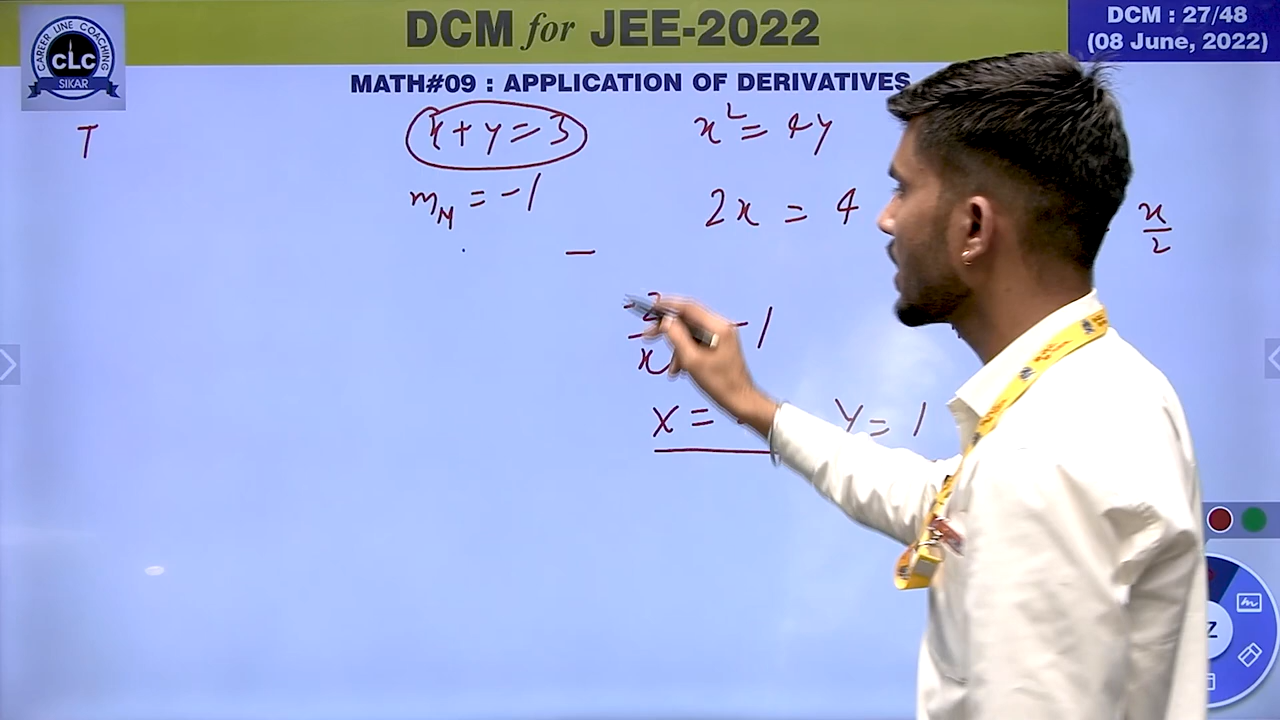 DCM for JEE-2022
DCM : 27/48
(08 June, 2022)
CAREER LINE COACHING
CLC
SIKAR
MATH#09 : APPLICATION OF DERIVATIVES
T
x + y = 3
x² = 4y
m_N = -1
2x = 4
x/2
-
-2/x
-1
x =
y = 1
Z